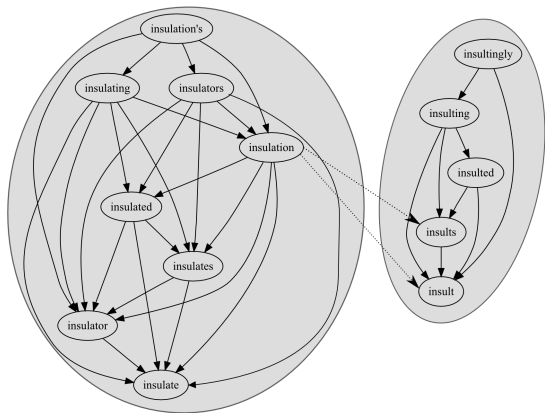 insulation's
insulating
insulators
insulation
insulated
insulates
insulator
insulate
insultingly
insulting
insulted
insults
insult